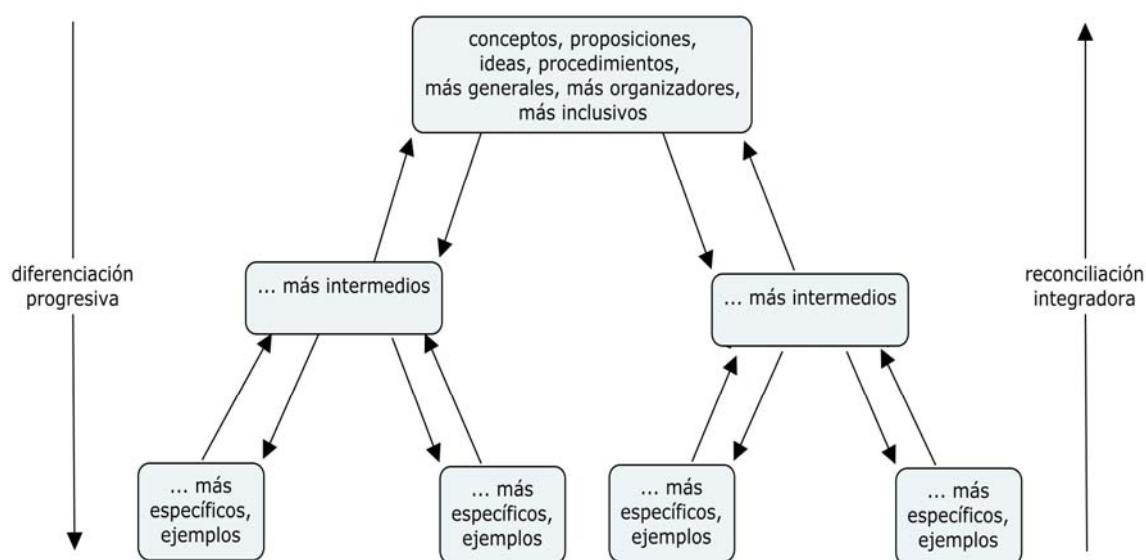 conceptos, proposiciones,
ideas, procedimientos,
más generales, más organizadores,
más inclusivos
diferenciación
progresiva
... más intermedios
... más intermedios
reconciliación
integradora
... más
específicos,
ejemplos
... más
específicos,
ejemplos
... más
específicos,
ejemplos
... más
específicos,
ejemplos